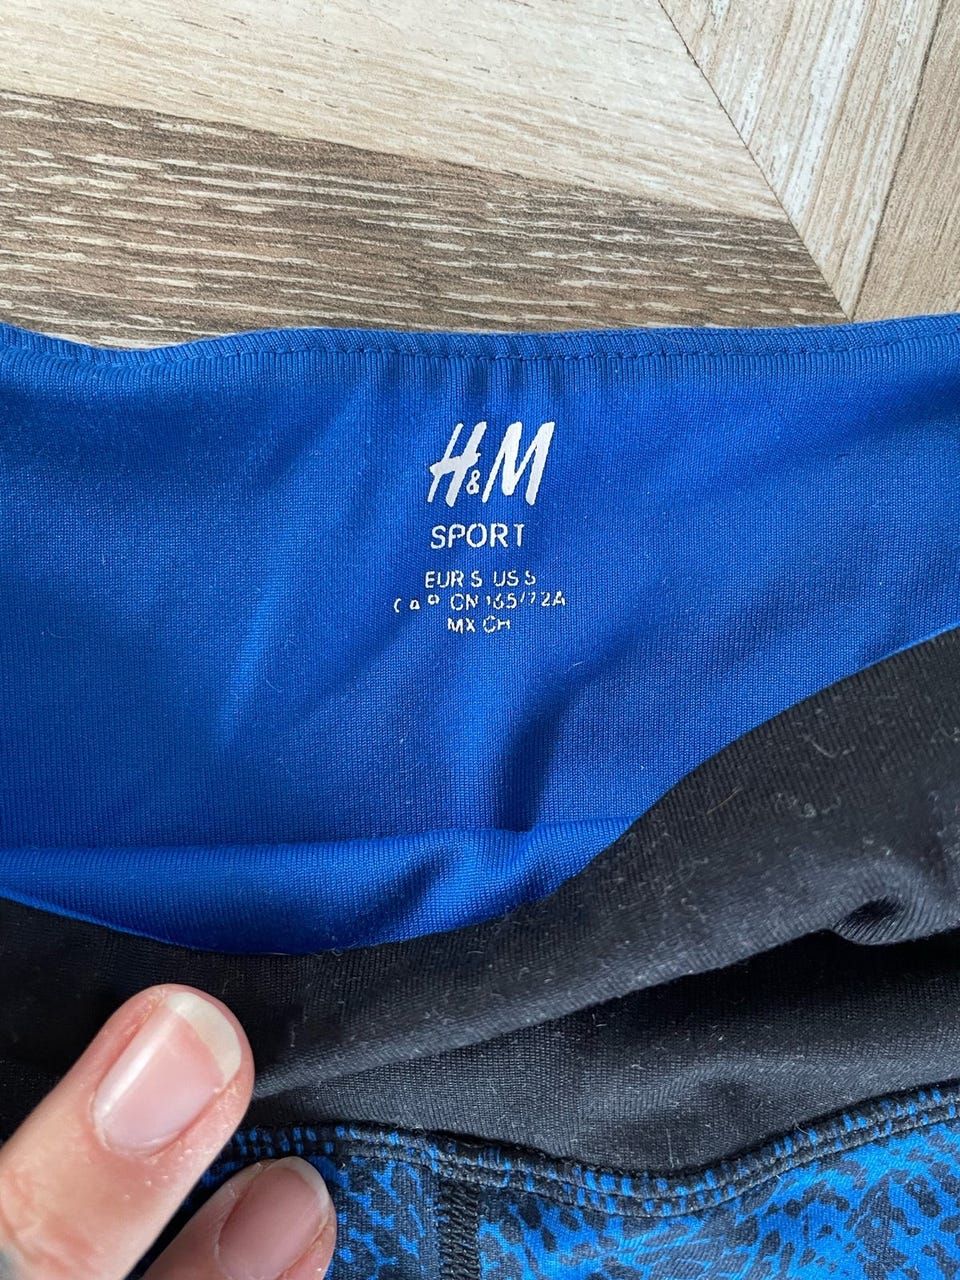 H&M
SPORT
EUR S US S
CN 165/72A
MX CH